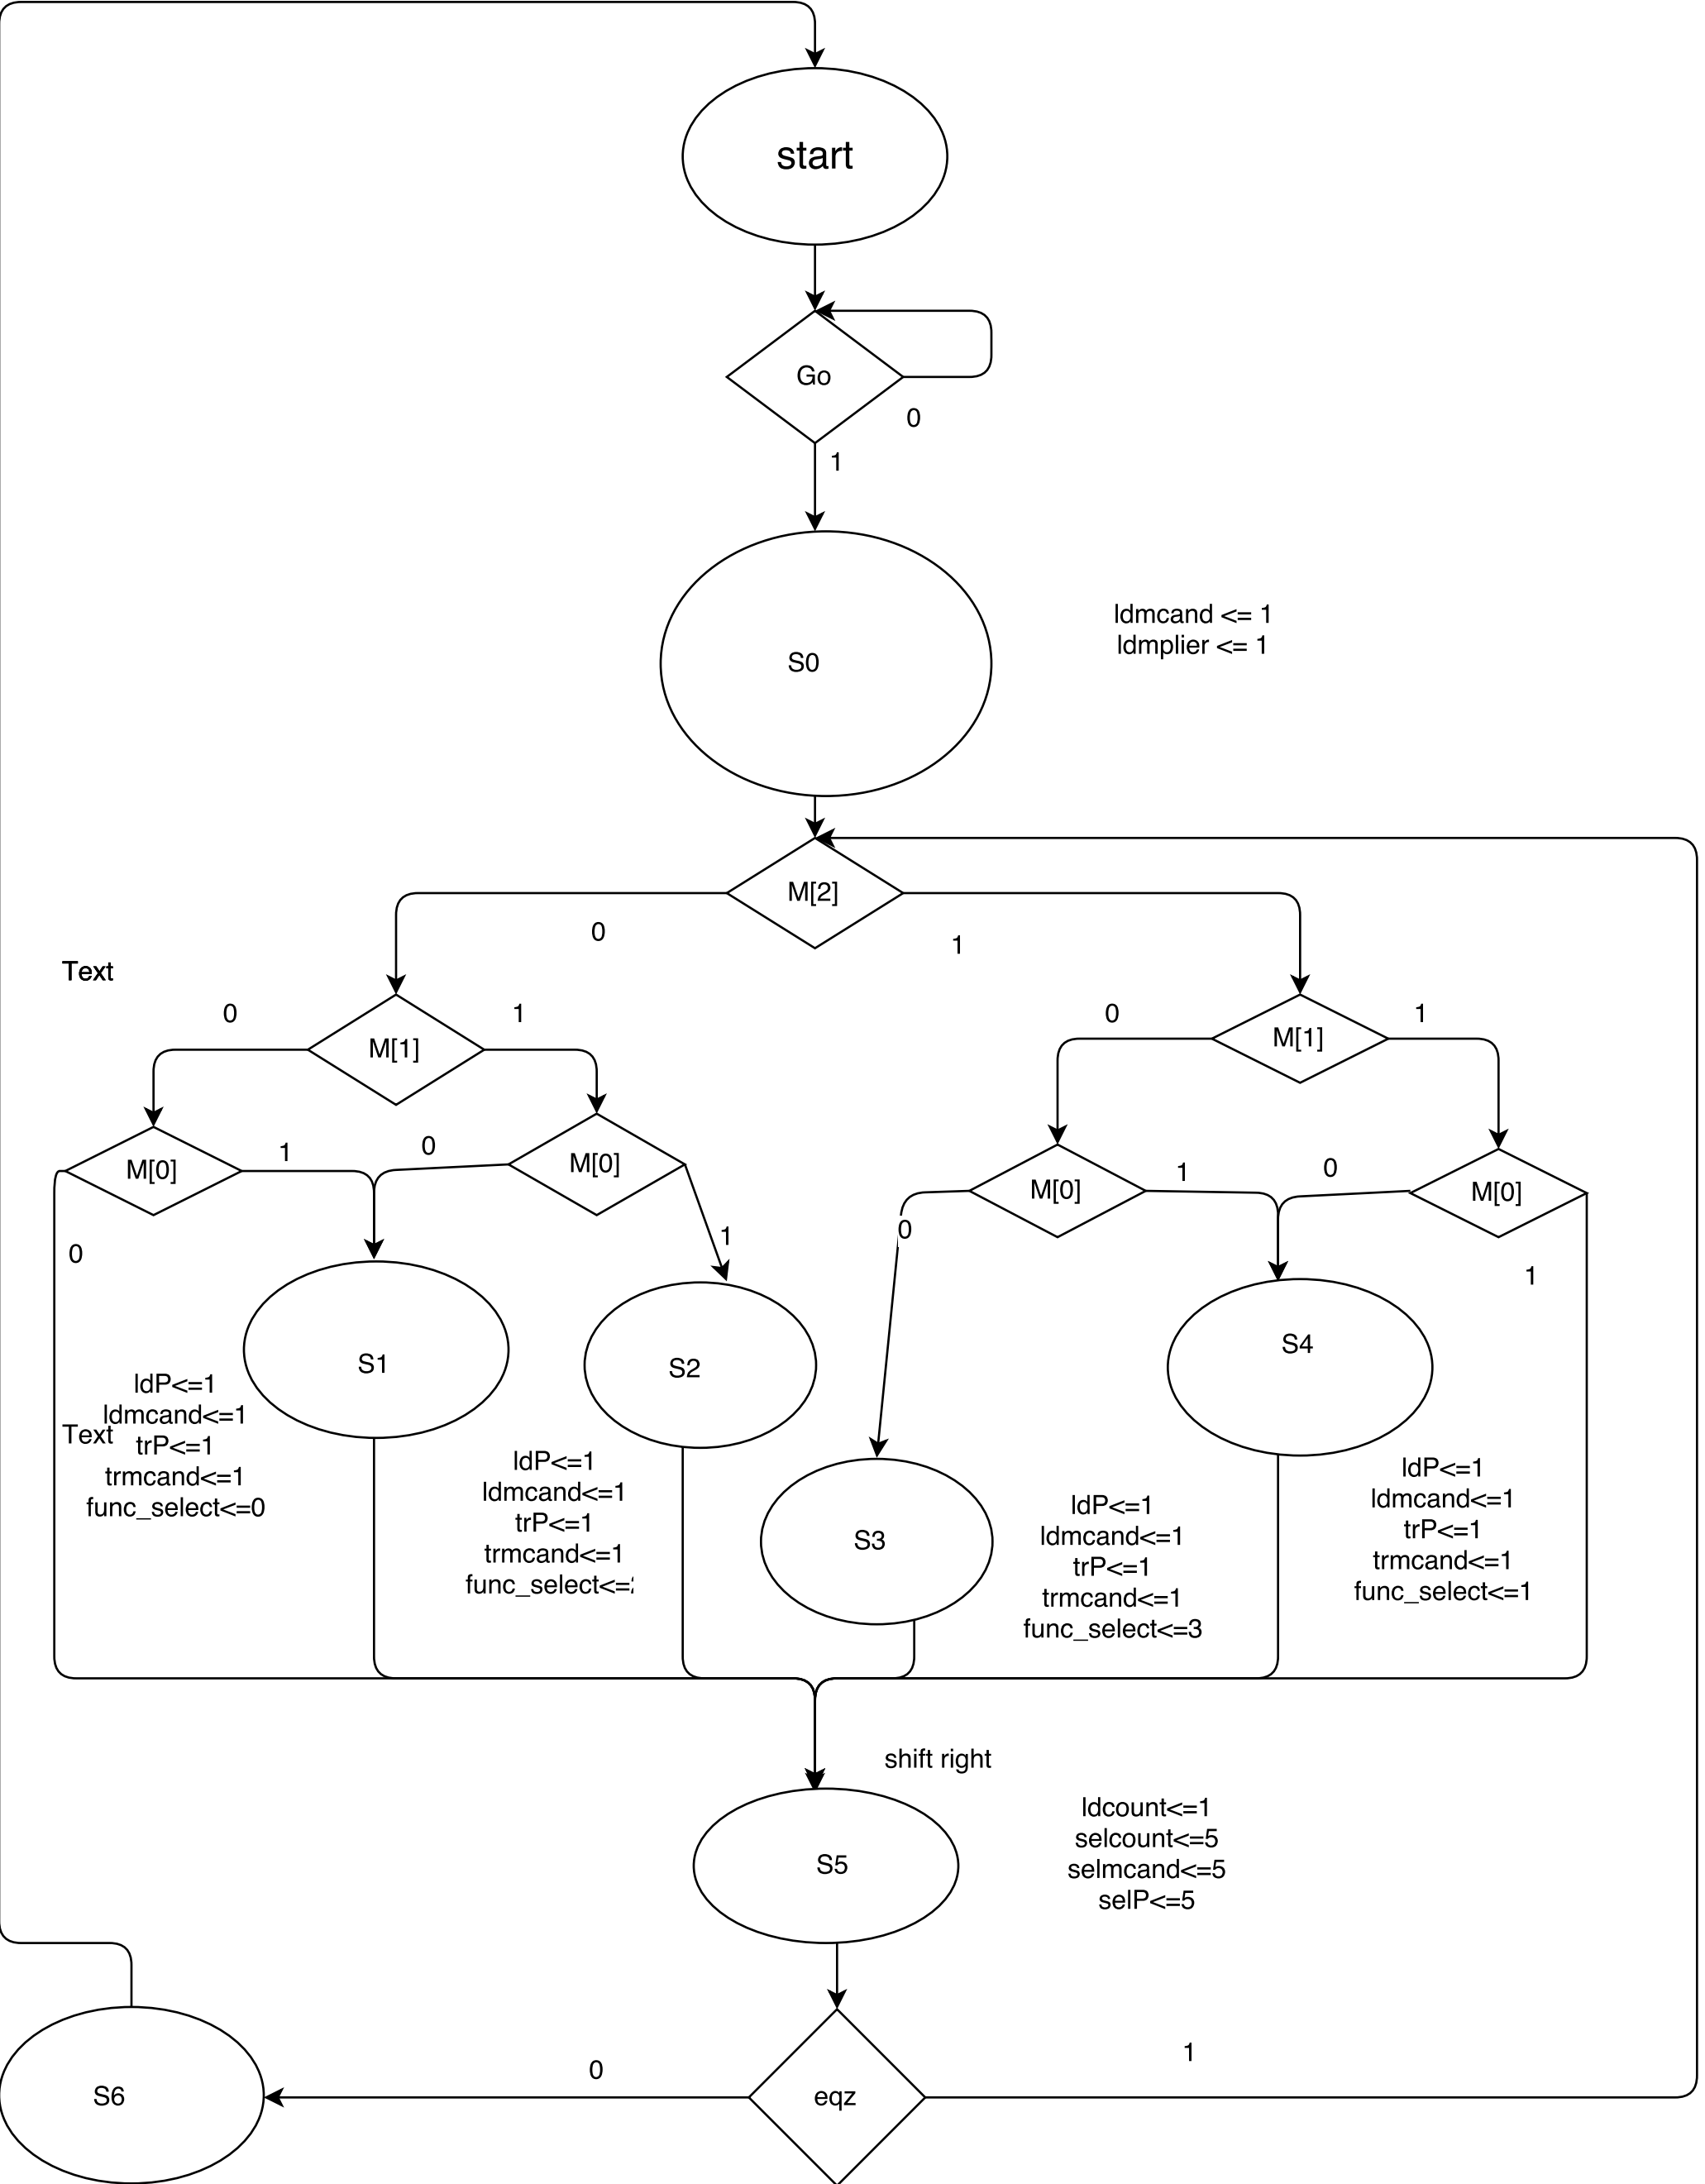 start
Go
0
1
S0
ldmcand <= 1
ldmplier <= 1
M[2]
0
1
Text
0
M[1]
1
0
M[1]
1
M[0]
1
0
M[0]
1
0
M[0]
1
0
M[0]
1
0
S1
S2
S4
ldP<=1
ldmcand<=1
Text
trP<=1
trmcand<=1
func_select<=0
ldP<=1
ldmcand<=1
trP<=1
trmcand<=1
func_select<=
S3
ldP<=1
ldmcand<=1
trP<=1
trmcand<=1
func_select<=3
ldP<=1
ldmcand<=1
trP<=1
trmcand<=1
func_select<=1
shift right
S5
ldcount<=1
selcount<=5
selmcand<=5
selP<=5
S6
0
eqz
1